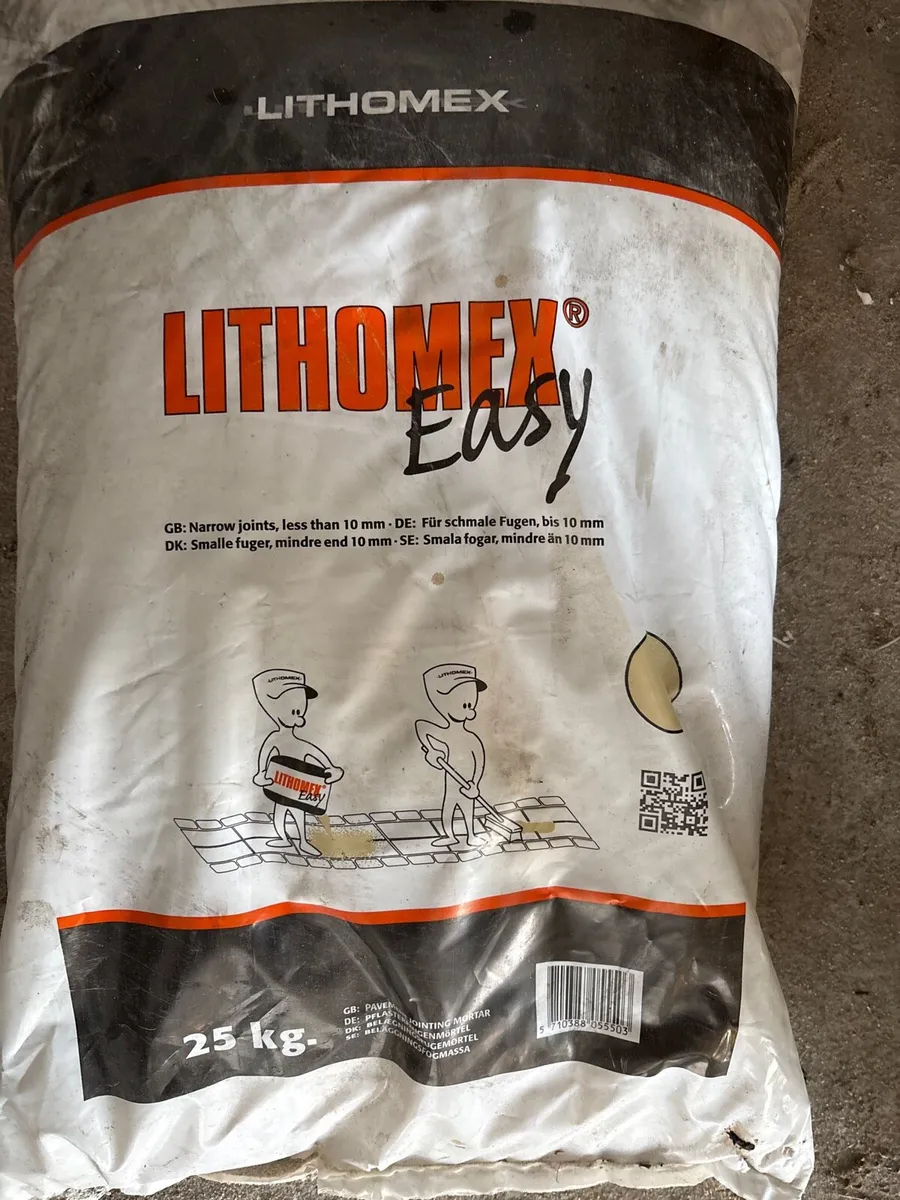 LITHOMEX
LITHOMEX®
Easy
GB: Narrow joints, less than 10 mm · DE: Für schmale Fugen, bis 10 mm
DK: Smalle fuger, mindre end 10 mm · SE: Smala fogar, mindre än 10 mm
LITHOMEX
LITHOMEX
LITHOMEX
Easy
25 kg.
GB: JOINTING MORTAR
DE:
DK:
SE:
5 710388 055503